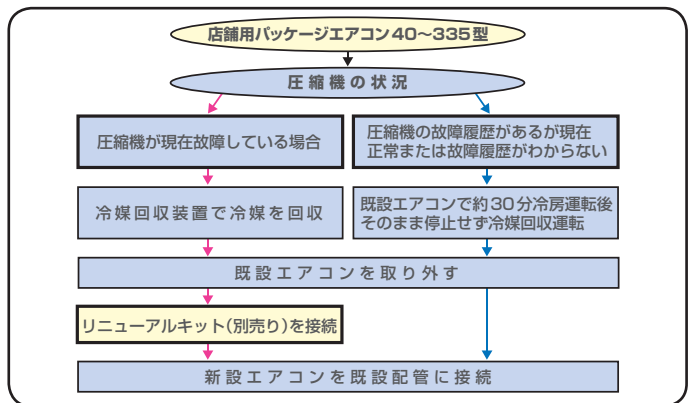 店舗用パッケージエアコン40～335型
圧縮機の状況
圧縮機が現在故障している場合
圧縮機の故障履歴があるが現在
正常または故障履歴がわからない
冷媒回収装置で冷媒を回収
既設エアコンで約30分冷房運転後
そのまま停止せず冷媒回収運転
既設エアコンを取り外す
リニューアルキット(別売り)を接続
新設エアコンを既設配管に接続